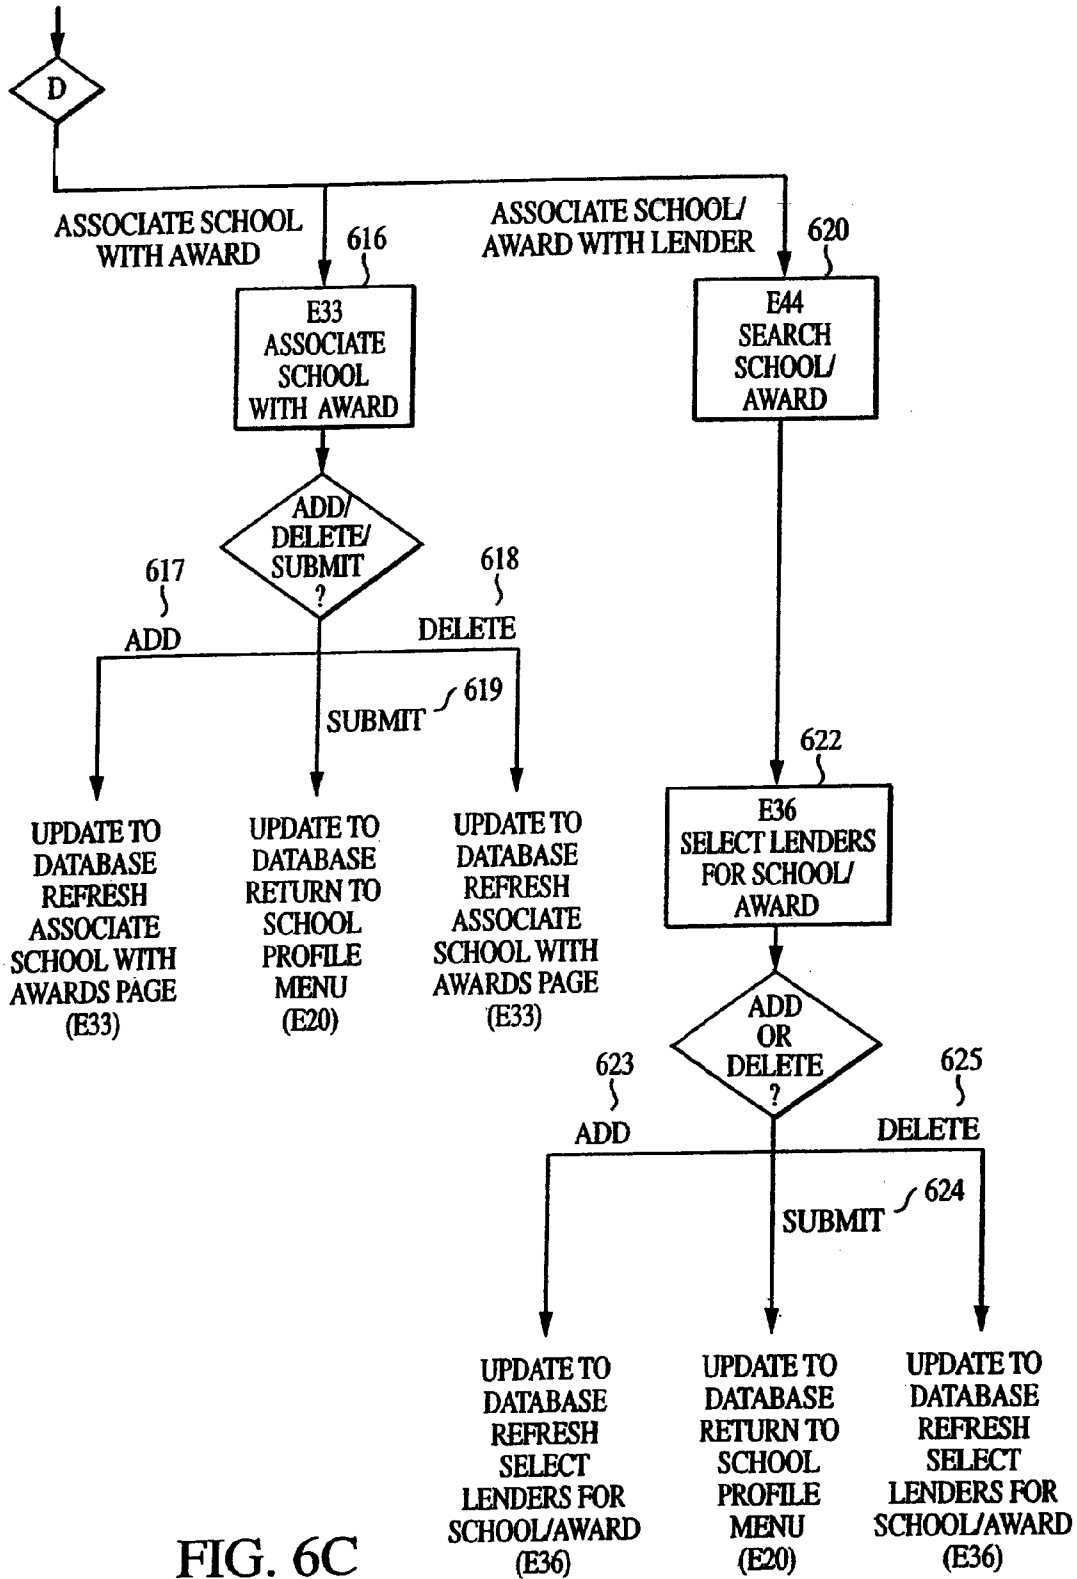 D
ASSOCIATE SCHOOL
WITH AWARD
616
ASSOCIATE SCHOOL/
AWARD WITH LENDER
620
E33
ASSOCIATE
SCHOOL
WITH AWARD
E44
SEARCH
SCHOOL/
AWARD
ADD/
DELETE/
SUBMIT
?
617
ADD
618
DELETE
619
SUBMIT
UPDATE TO
DATABASE
REFRESH
ASSOCIATE
SCHOOL WITH
AWARDS PAGE
(E33)
UPDATE TO
DATABASE
RETURN TO
SCHOOL
PROFILE
MENU
(E20)
UPDATE TO
DATABASE
REFRESH
ASSOCIATE
SCHOOL WITH
AWARDS PAGE
(E33)
622
E36
SELECT LENDERS
FOR SCHOOL/
AWARD
ADD
OR
DELETE
?
623
ADD
625
DELETE
624
SUBMIT
UPDATE TO
DATABASE
REFRESH
SELECT
LENDERS FOR
SCHOOL/AWARD
(E36)
UPDATE TO
DATABASE
RETURN TO
SCHOOL
PROFILE
MENU
(E20)
UPDATE TO
DATABASE
REFRESH
SELECT
LENDERS FOR
SCHOOL/AWARD
(E36)
FIG. 6C